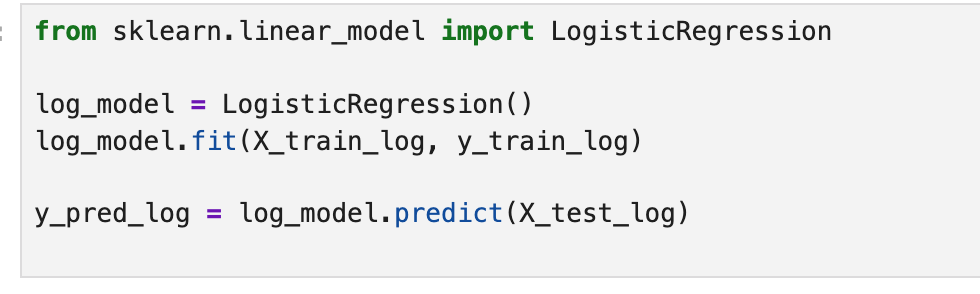 from sklearn.linear_model import LogisticRegression
log_model = LogisticRegression()
log_model.fit(X_train_log, y_train_log)
y_pred_log = log_model.predict(X_test_log)